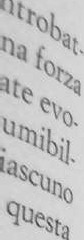 ntrobat-
na forza
ate evo-
umibil-
iascuno
questa